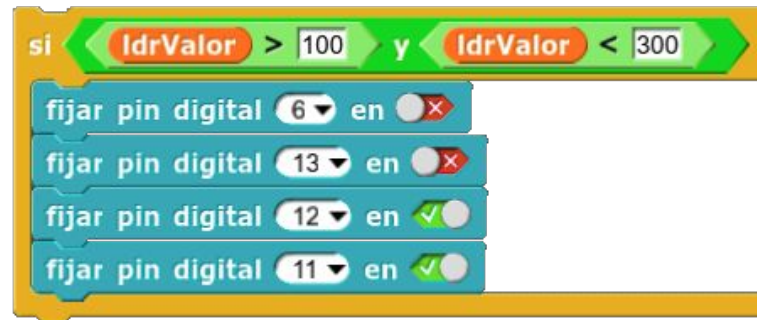 si ldrValor > 100 y ldrValor < 300
fijar pin digital 6 en
fijar pin digital 13 en
fijar pin digital 12 en
fijar pin digital 11 en